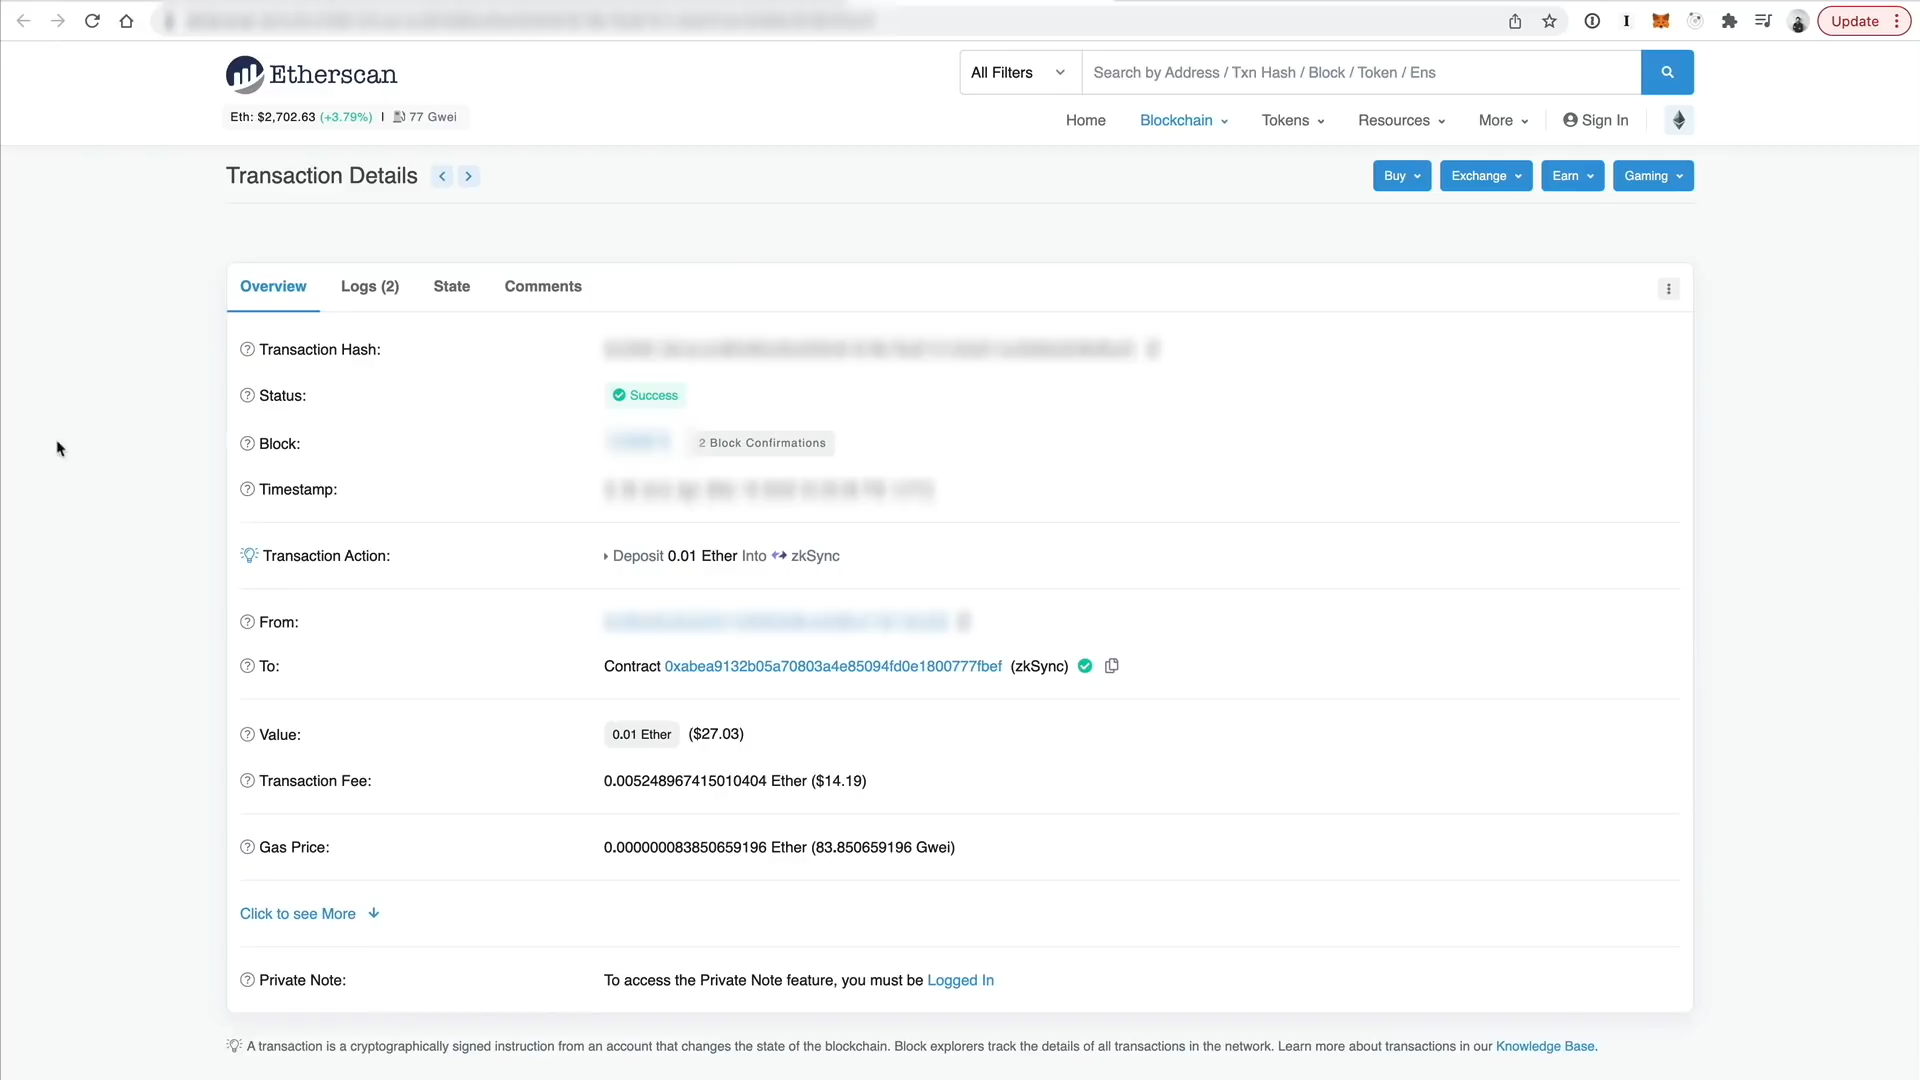 Update
Etherscan
All Filters
Search by Address / Txn Hash / Block / Token / Ens
Eth: $2,702.63 (+3.79%) | 77 Gwei
Home
Blockchain
Tokens
Resources
More
Sign In
Transaction Details
Buy
Exchange
Earn
Gaming
Overview
Logs (2)
State
Comments
Transaction Hash:
Status:
Success
Block:
2 Block Confirmations
Timestamp:
Transaction Action:
Deposit 0.01 Ether Into zkSync
From:
To:
Contract 0xabea9132b05a70803a4e85094fd0e1800777fbef (zkSync)
Value:
0.01 Ether ($27.03)
Transaction Fee:
0.005248967415010404 Ether ($14.19)
Gas Price:
0.000000083850659196 Ether (83.850659196 Gwei)
Click to see More
Private Note:
To access the Private Note feature, you must be Logged In
A transaction is a cryptographically signed instruction from an account that changes the state of the blockchain. Block explorers track the details of all transactions in the network. Learn more about transactions in our Knowledge Base.